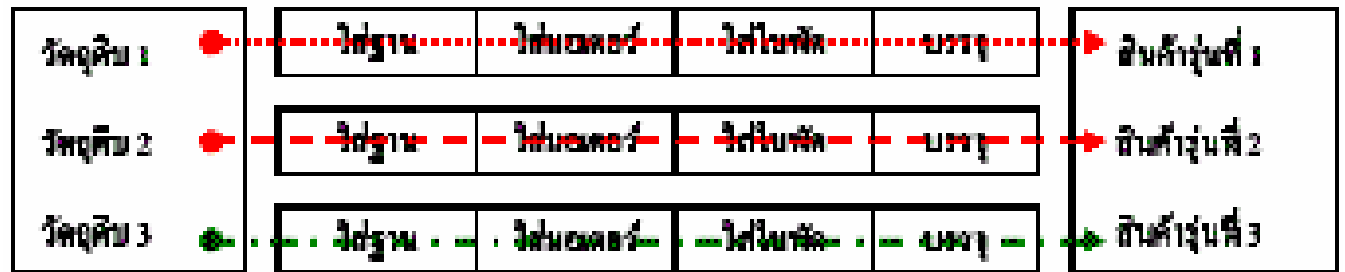 วัตถุดิบ 1 ใส่ฐาน ใส่มอเตอร์ ใส่ใบพัด บรรจุ สินค้ารุ่นที่ 1
วัตถุดิบ 2 ใส่ฐาน ใส่มอเตอร์ ใส่ใบพัด บรรจุ สินค้ารุ่นที่ 2
วัตถุดิบ 3 ใส่ฐาน ใส่มอเตอร์ ใส่ใบพัด บรรจุ สินค้ารุ่นที่ 3